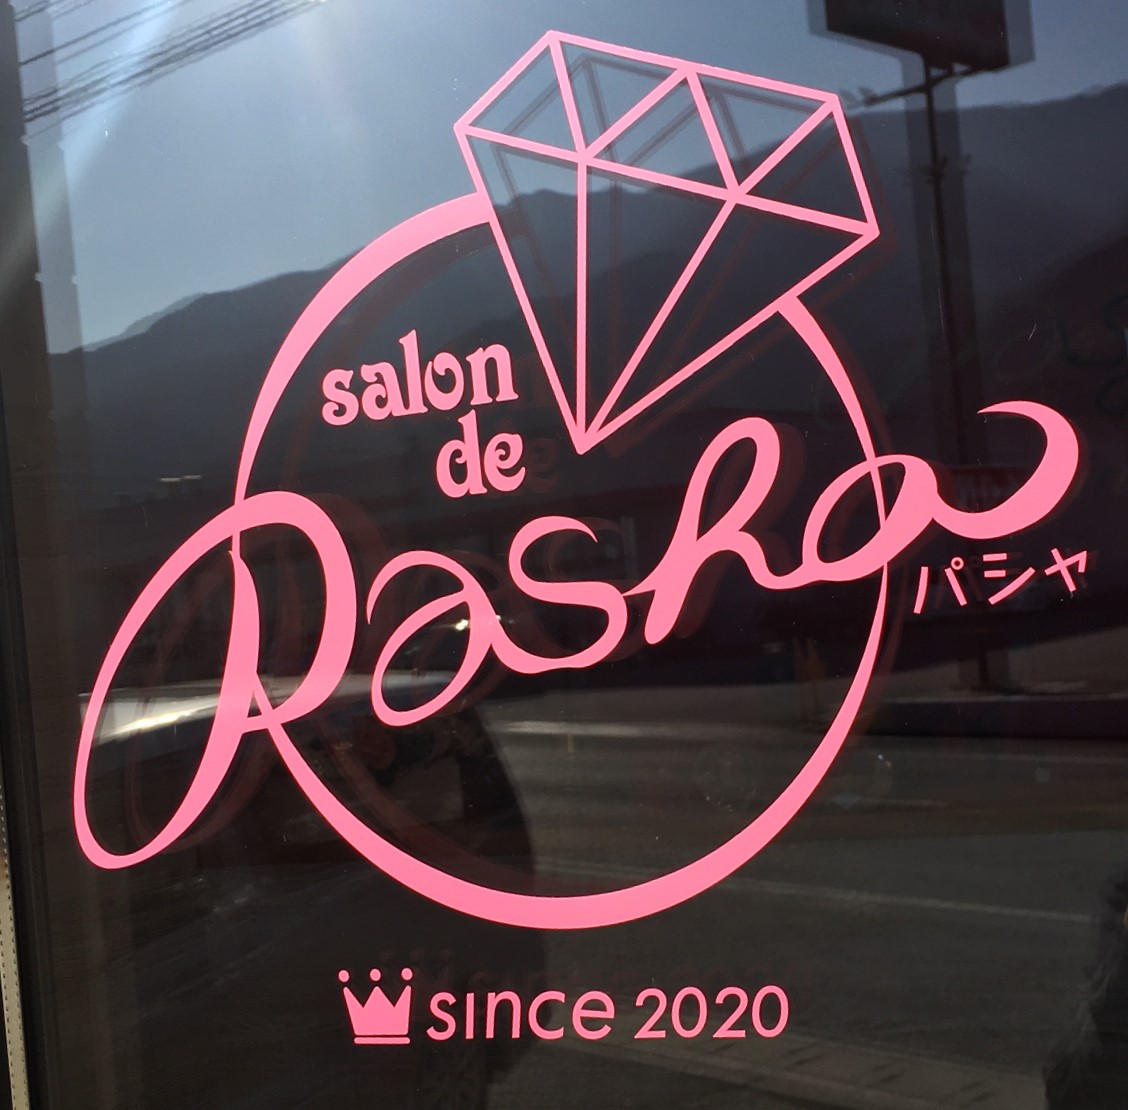 salon
de
Pasha
パシャ
since 2020